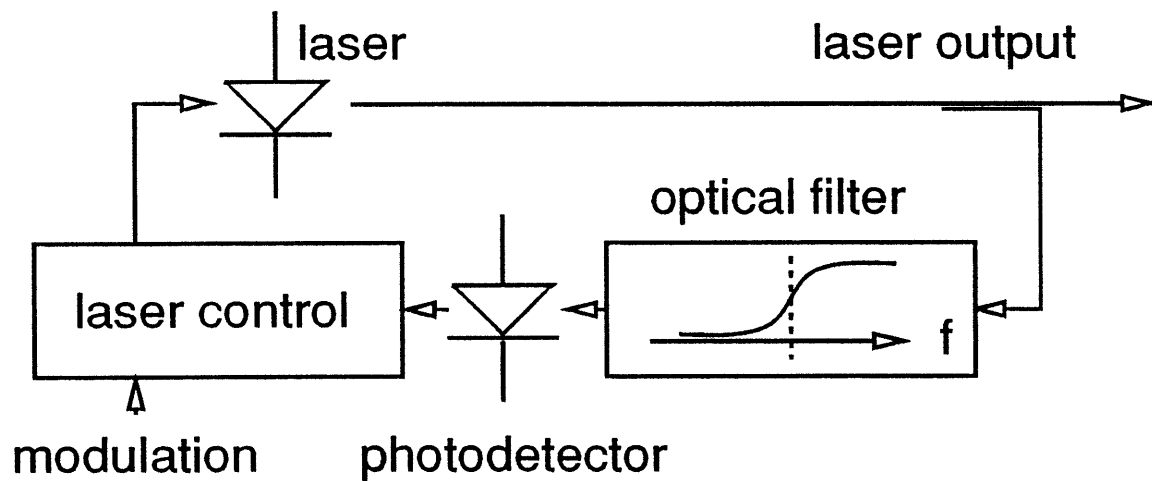 laser
laser output
optical filter
laser control
f
modulation
photodetector